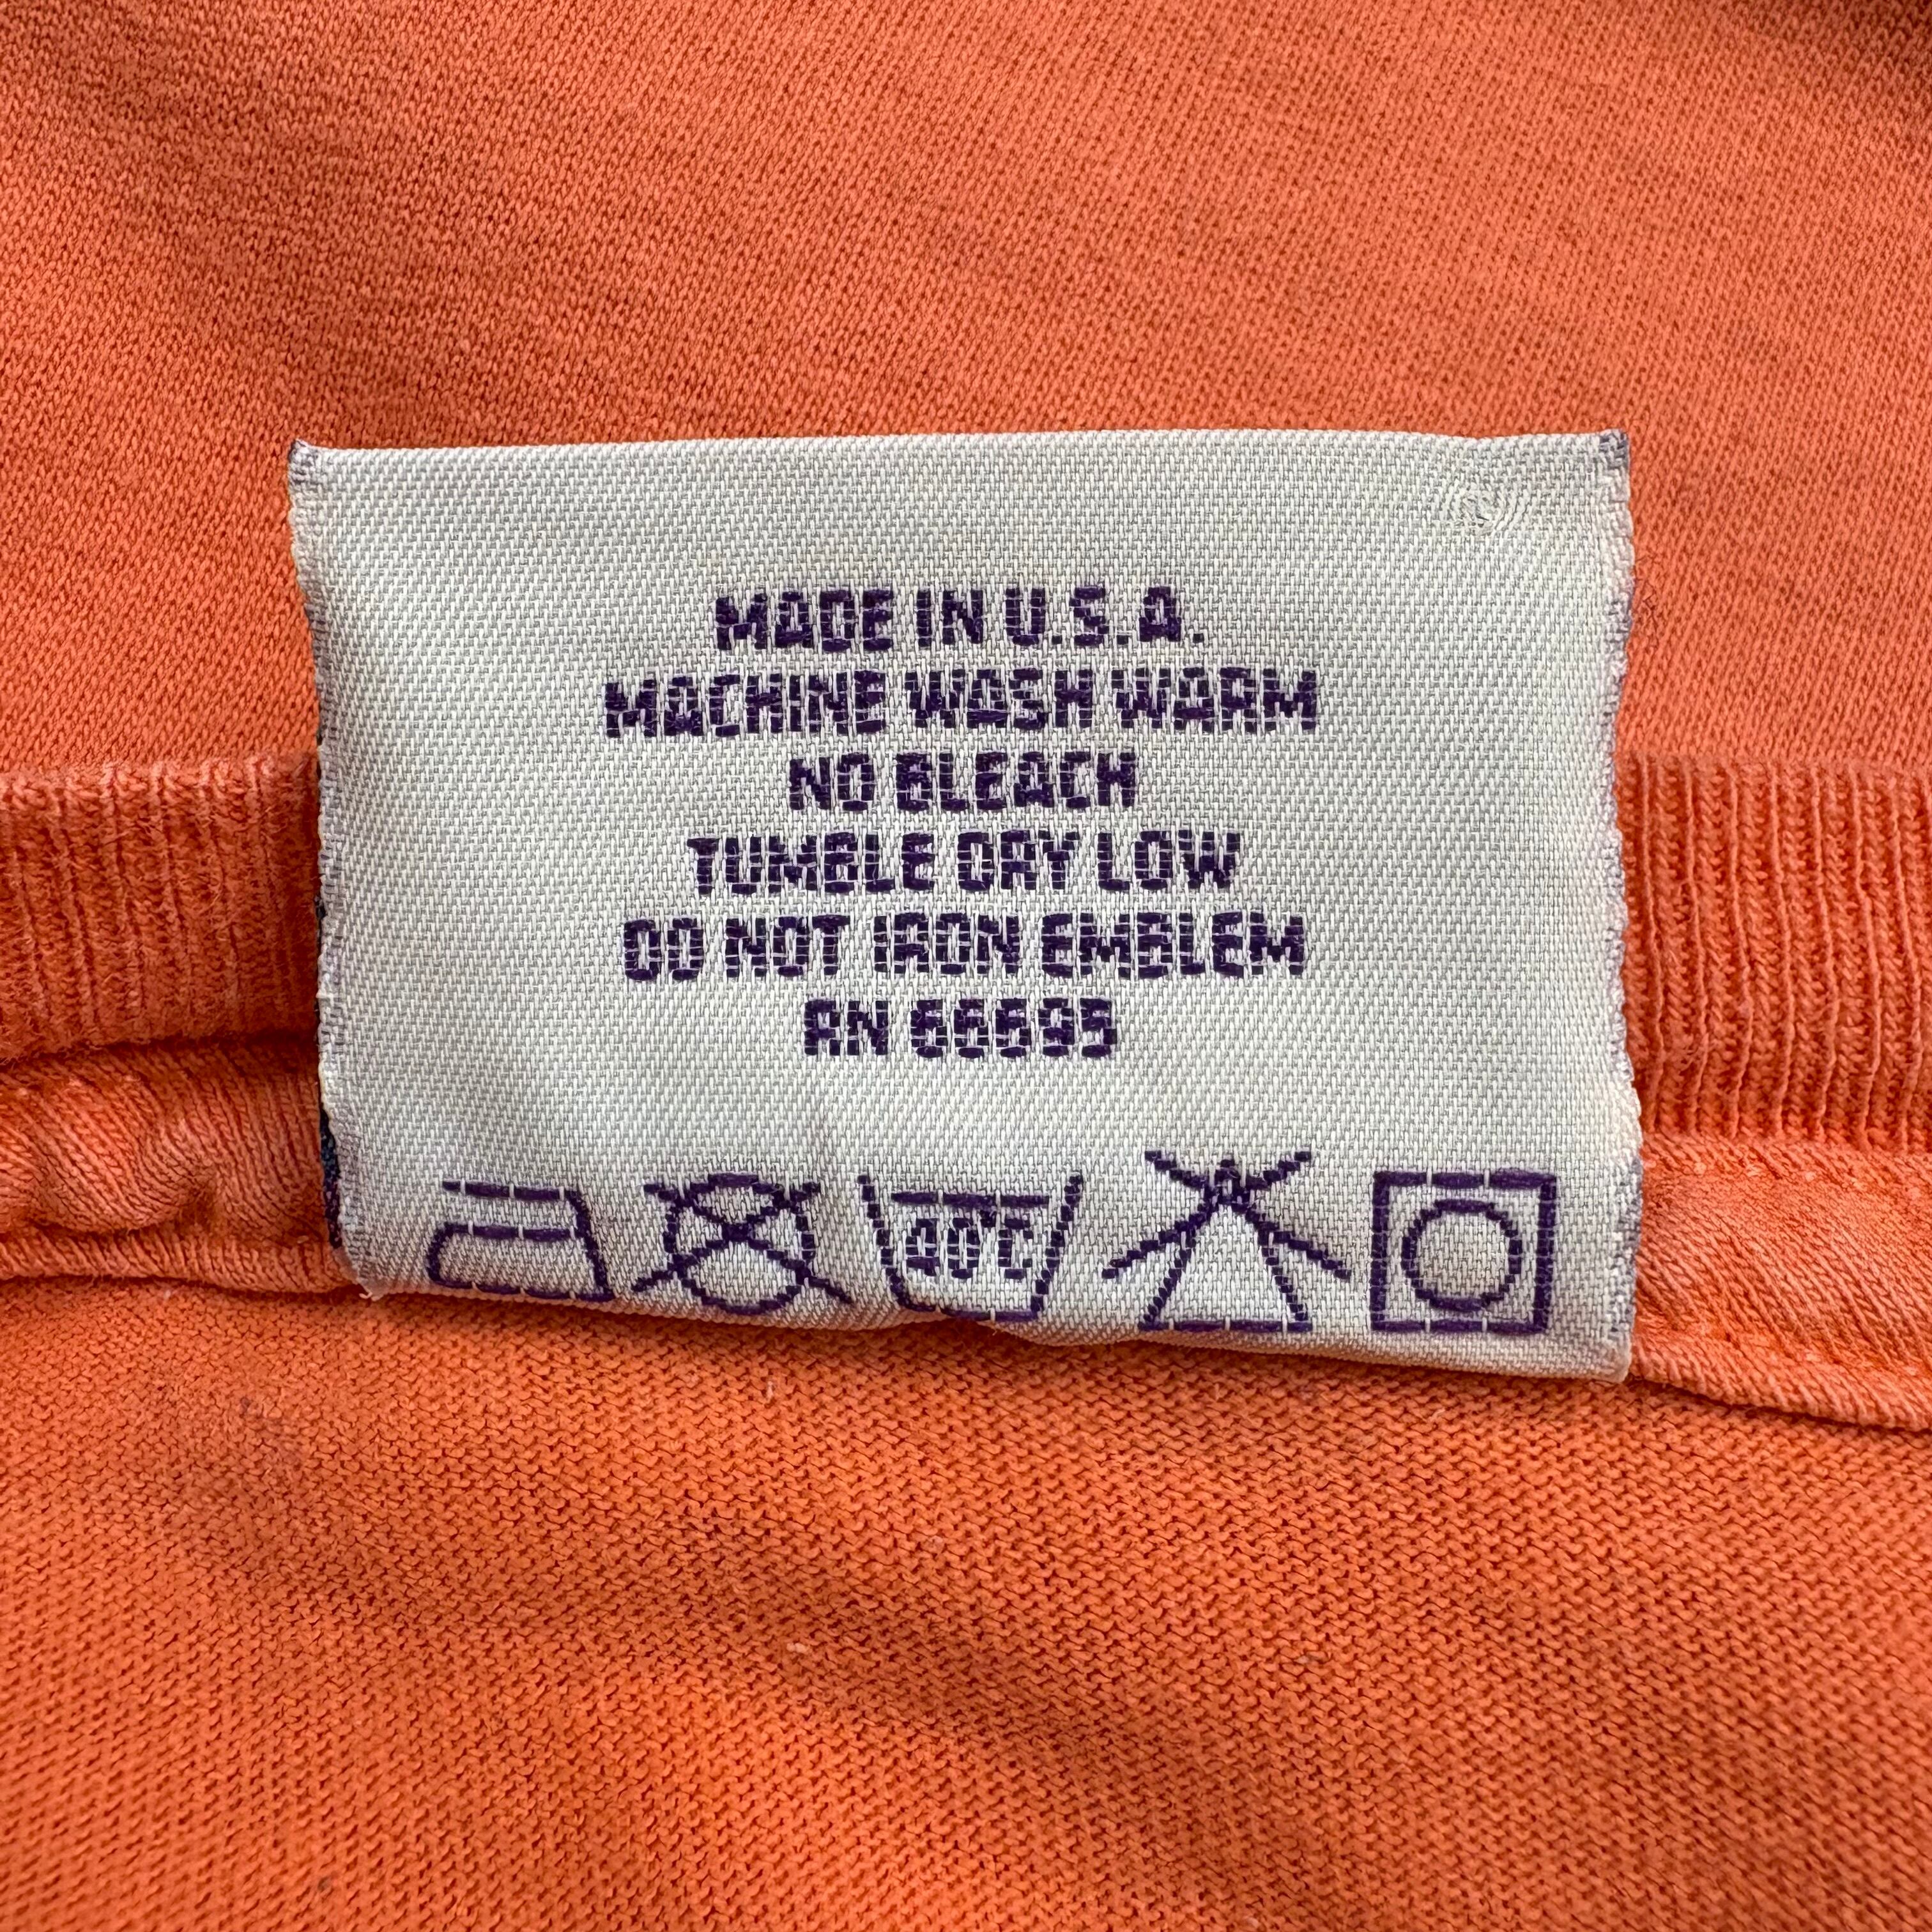 MADE IN U.S.A.
MACHINE WASH WARM
NO BLEACH
TUMBLE DRY LOW
DO NOT IRON EMBLEM
RN 66695
40°C